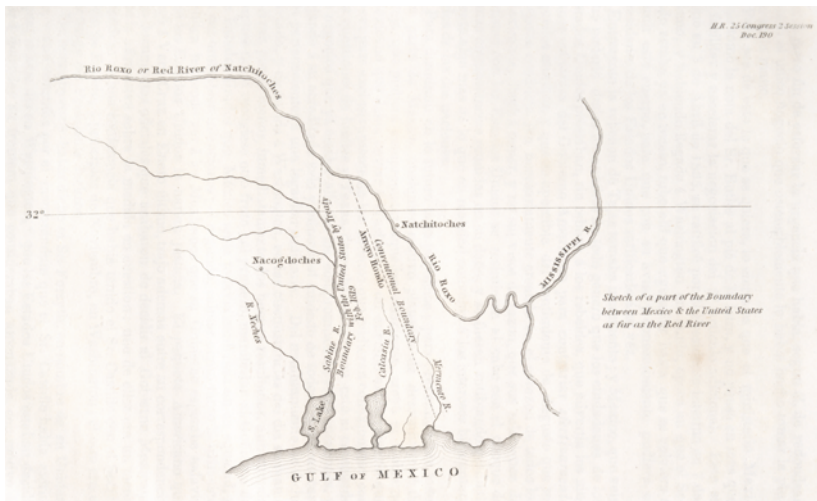 H.R. 25 Congress 2 Session
Doc. 190
Rio Roxo or Red River of Natchitoches
32°
Natchitoches
Nacogdoches
Rio Roxo
MISSISSIPPI R.
Sabine R.
Boundary with the United States by Treaty
Feb. 1819
Conventional Boundary
Arroyo Hondo
R. Neches
Calcasiu R.
Mermente R.
S. Lake
Sketch of a part of the Boundary
between Mexico & the United States
as far as the Red River
GULF OF MEXICO